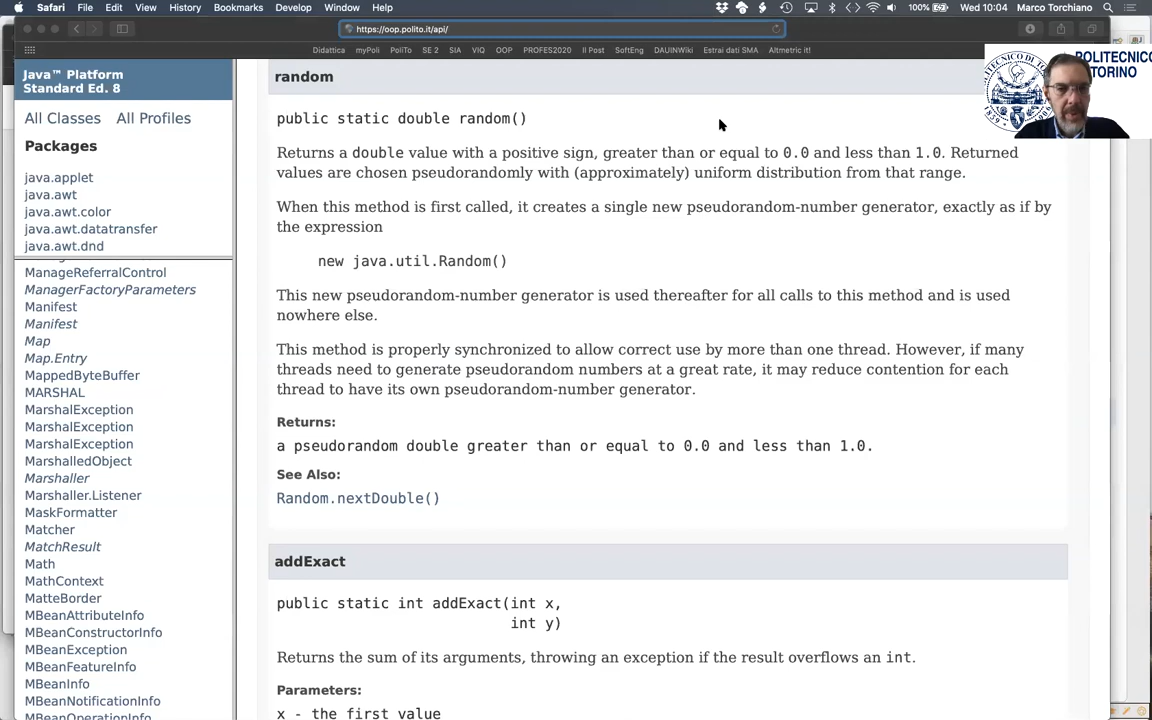 Safari File Edit View History Bookmarks Develop Window Help 100% Wed 10:04 Marco Torchiano
https://oop.polito.it/api/
Didattica myPoli PoliTo SE 2 SIA VIQ OOP PROFES2020 Il Post SoftEng DAUINWiki Estrai dati SMA Altmetric it!
POLITECNICO
TORINO
Java™ Platform
Standard Ed. 8
All Classes All Profiles
Packages
java.applet
java.awt
java.awt.color
java.awt.datatransfer
java.awt.dnd
ManageReferralControl
ManagerFactoryParameters
Manifest
Manifest
Map
Map.Entry
MappedByteBuffer
MARSHAL
MarshalException
MarshalException
MarshalException
MarshalledObject
Marshaller
Marshaller.Listener
MaskFormatter
Matcher
MatchResult
Math
MathContext
MatteBorder
MBeanAttributeInfo
MBeanConstructorInfo
MBeanException
MBeanFeatureInfo
MBeanInfo
MBeanNotificationInfo
MBeanOperationInfo
random
public static double random()
Returns a double value with a positive sign, greater than or equal to 0.0 and less than 1.0. Returned
values are chosen pseudorandomly with (approximately) uniform distribution from that range.
When this method is first called, it creates a single new pseudorandom-number generator, exactly as if by
the expression
new java.util.Random()
This new pseudorandom-number generator is used thereafter for all calls to this method and is used
nowhere else.
This method is properly synchronized to allow correct use by more than one thread. However, if many
threads need to generate pseudorandom numbers at a great rate, it may reduce contention for each
thread to have its own pseudorandom-number generator.
Returns:
a pseudorandom double greater than or equal to 0.0 and less than 1.0.
See Also:
Random.nextDouble()
addExact
public static int addExact(int x,
int y)
Returns the sum of its arguments, throwing an exception if the result overflows an int.
Parameters:
x - the first value